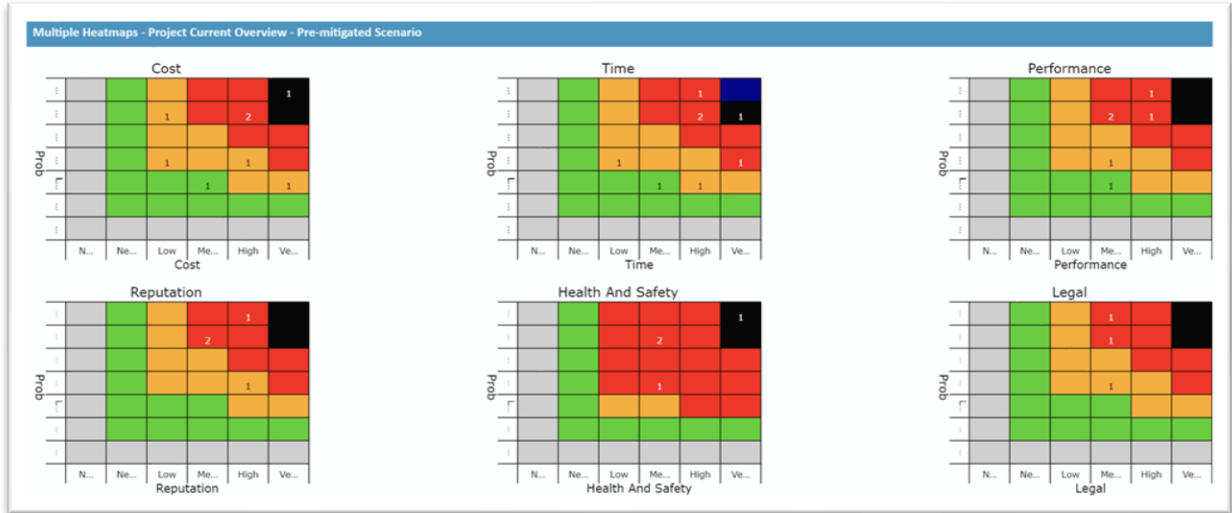 Multiple Heatmaps - Project Current Overview - Pre-mitigated Scenario
Cost Time Performance
1 1 1
1 2 2 1 2 1
1 1 1 1 1
1 1 1 1 1
Prob Prob Prob
N... Ne... Low Me... High Ve... N... Ne... Low Me... High Ve... N... Ne... Low Me... High Ve...
Cost Time Performance
Reputation Health And Safety Legal
1 1 1
2 2 1
1 1 1
Prob Prob Prob
N... Ne... Low Me... High Ve... N... Ne... Low Me... High Ve... N... Ne... Low Me... High Ve...
Reputation Health And Safety Legal